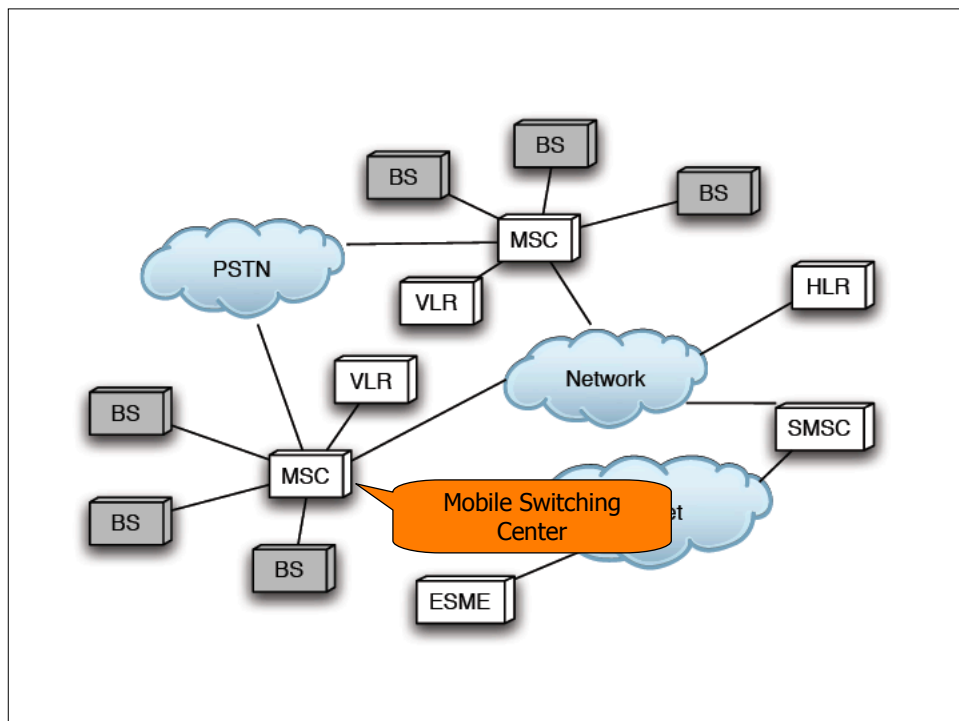 BS
BS
BS
MSC
PSTN
VLR
HLR
Network
VLR
BS
SMSC
MSC
Mobile Switching
Center
BS
BS
ESME